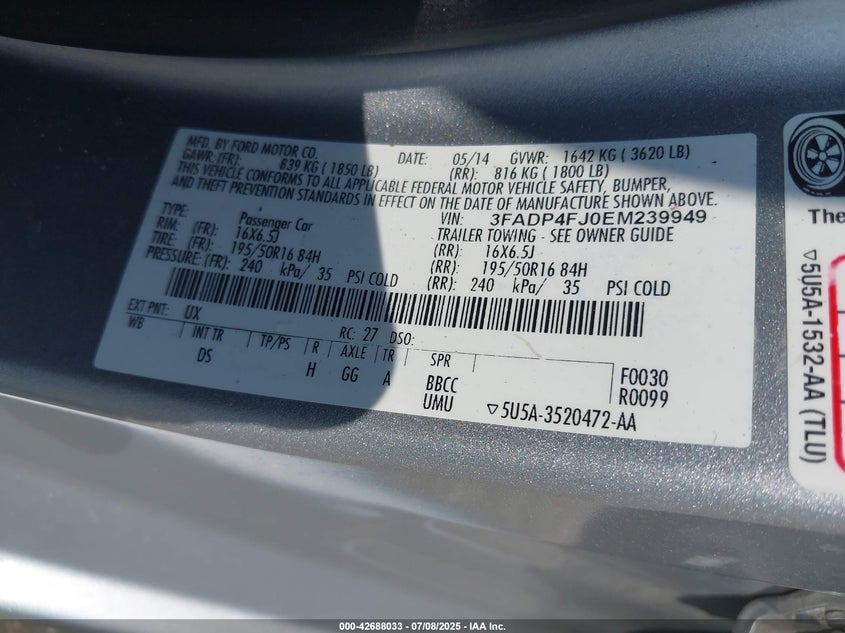 MFD. BY FORD MOTOR CO.
DATE: 05/14 GVWR: 1642 KG ( 3620 LB)
GAWR: (FR): 839 KG ( 1850 LB) (RR): 816 KG ( 1800 LB)
THIS VEHICLE CONFORMS TO ALL APPLICABLE FEDERAL MOTOR VEHICLE SAFETY, BUMPER,
AND THEFT PREVENTION STANDARDS IN EFFECT ON THE DATE OF MANUFACTURE SHOWN ABOVE.
VIN: 3FADP4FJ0EM239949
TYPE: Passenger Car TRAILER TOWING - SEE OWNER GUIDE
RIM: (FR): 16X6.5J (RR): 16X6.5J
TIRE: (FR): 195/50R16 84H (RR): 195/50R16 84H
PRESSURE: (FR): 240 kPa/ 35 PSI COLD (RR): 240 kPa/ 35 PSI COLD
EXT PNT: UX RC: 27 DSO:
WB INT TR TP/PS R AXLE TR SPR
DS H GG A BBCC F0030
UMU R0099
▽5U5A-3520472-AA
The
▽5U5A-1532-AA (TLU)
000-42688033 - 07/08/2025 - IAA Inc.